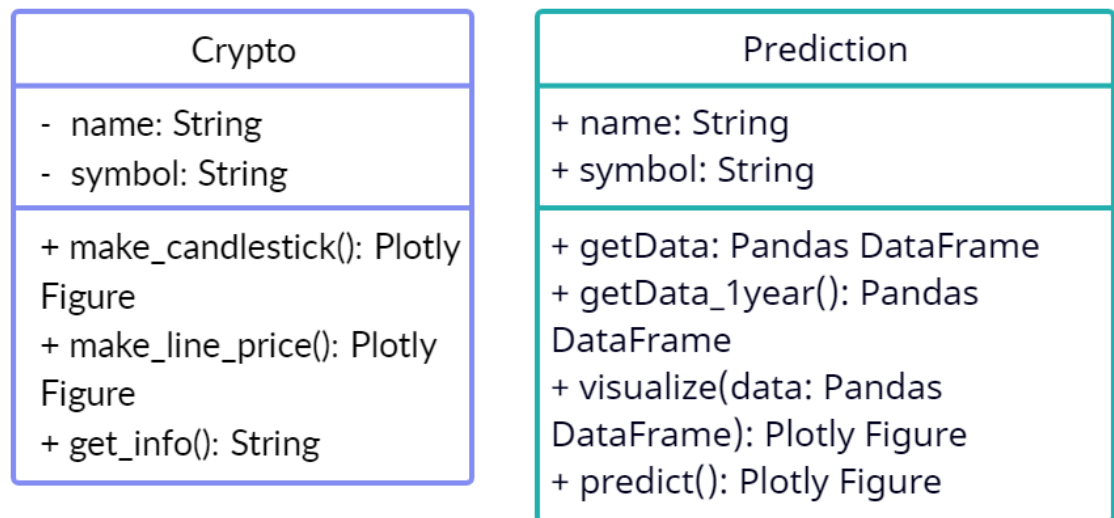 Crypto
- name: String
- symbol: String
+ make_candlestick(): Plotly
Figure
+ make_line_price(): Plotly
Figure
+ get_info(): String
Prediction
+ name: String
+ symbol: String
+ getData: Pandas DataFrame
+ getData_1year(): Pandas
DataFrame
+ visualize(data: Pandas
DataFrame): Plotly Figure
+ predict(): Plotly Figure